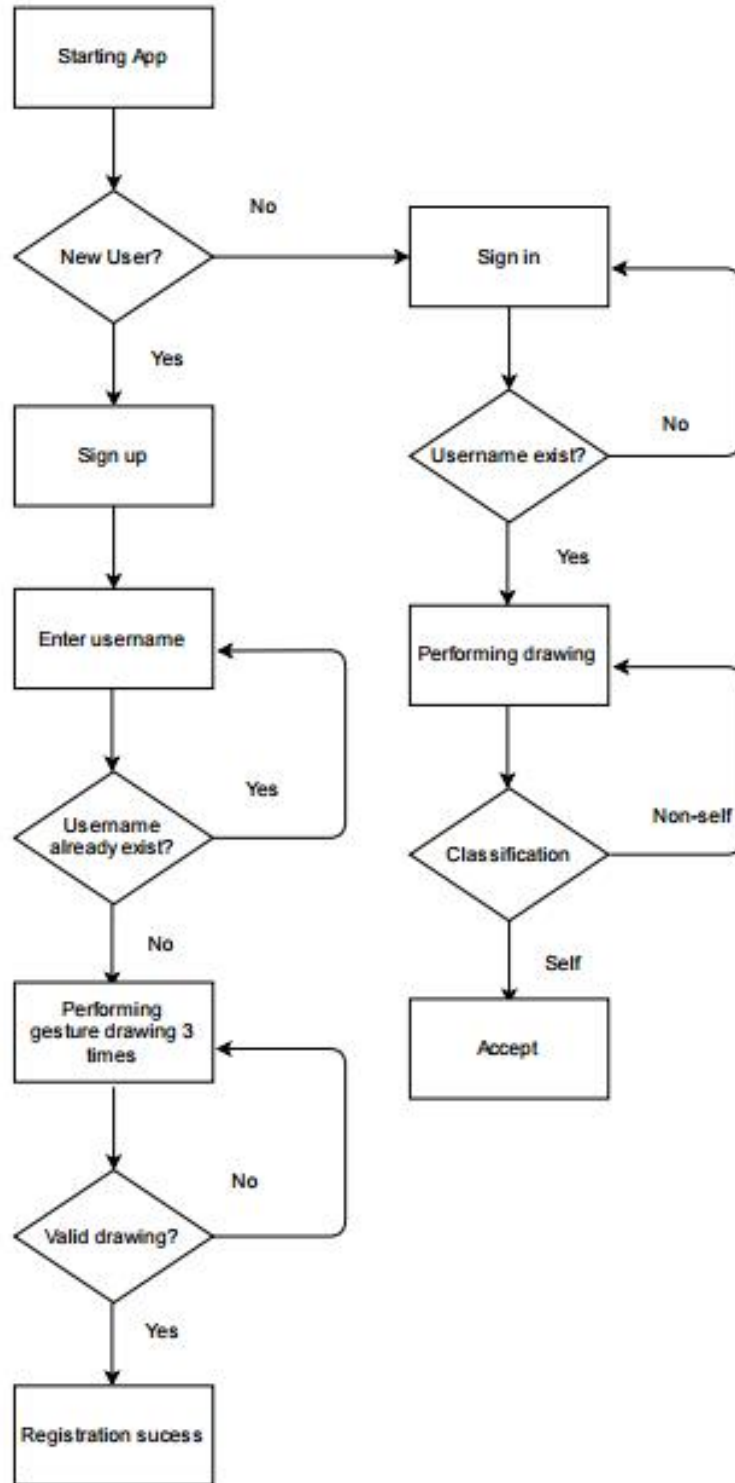 Starting App
No
New User?
Sign in
Yes
No
Sign up
Username exist?
Yes
Enter username
Performing drawing
Yes
Username
already exist?
Non-self
Classification
No
Self
Performing
gesture drawing 3
times
Accept
No
Valid drawing?
Yes
Registration sucess